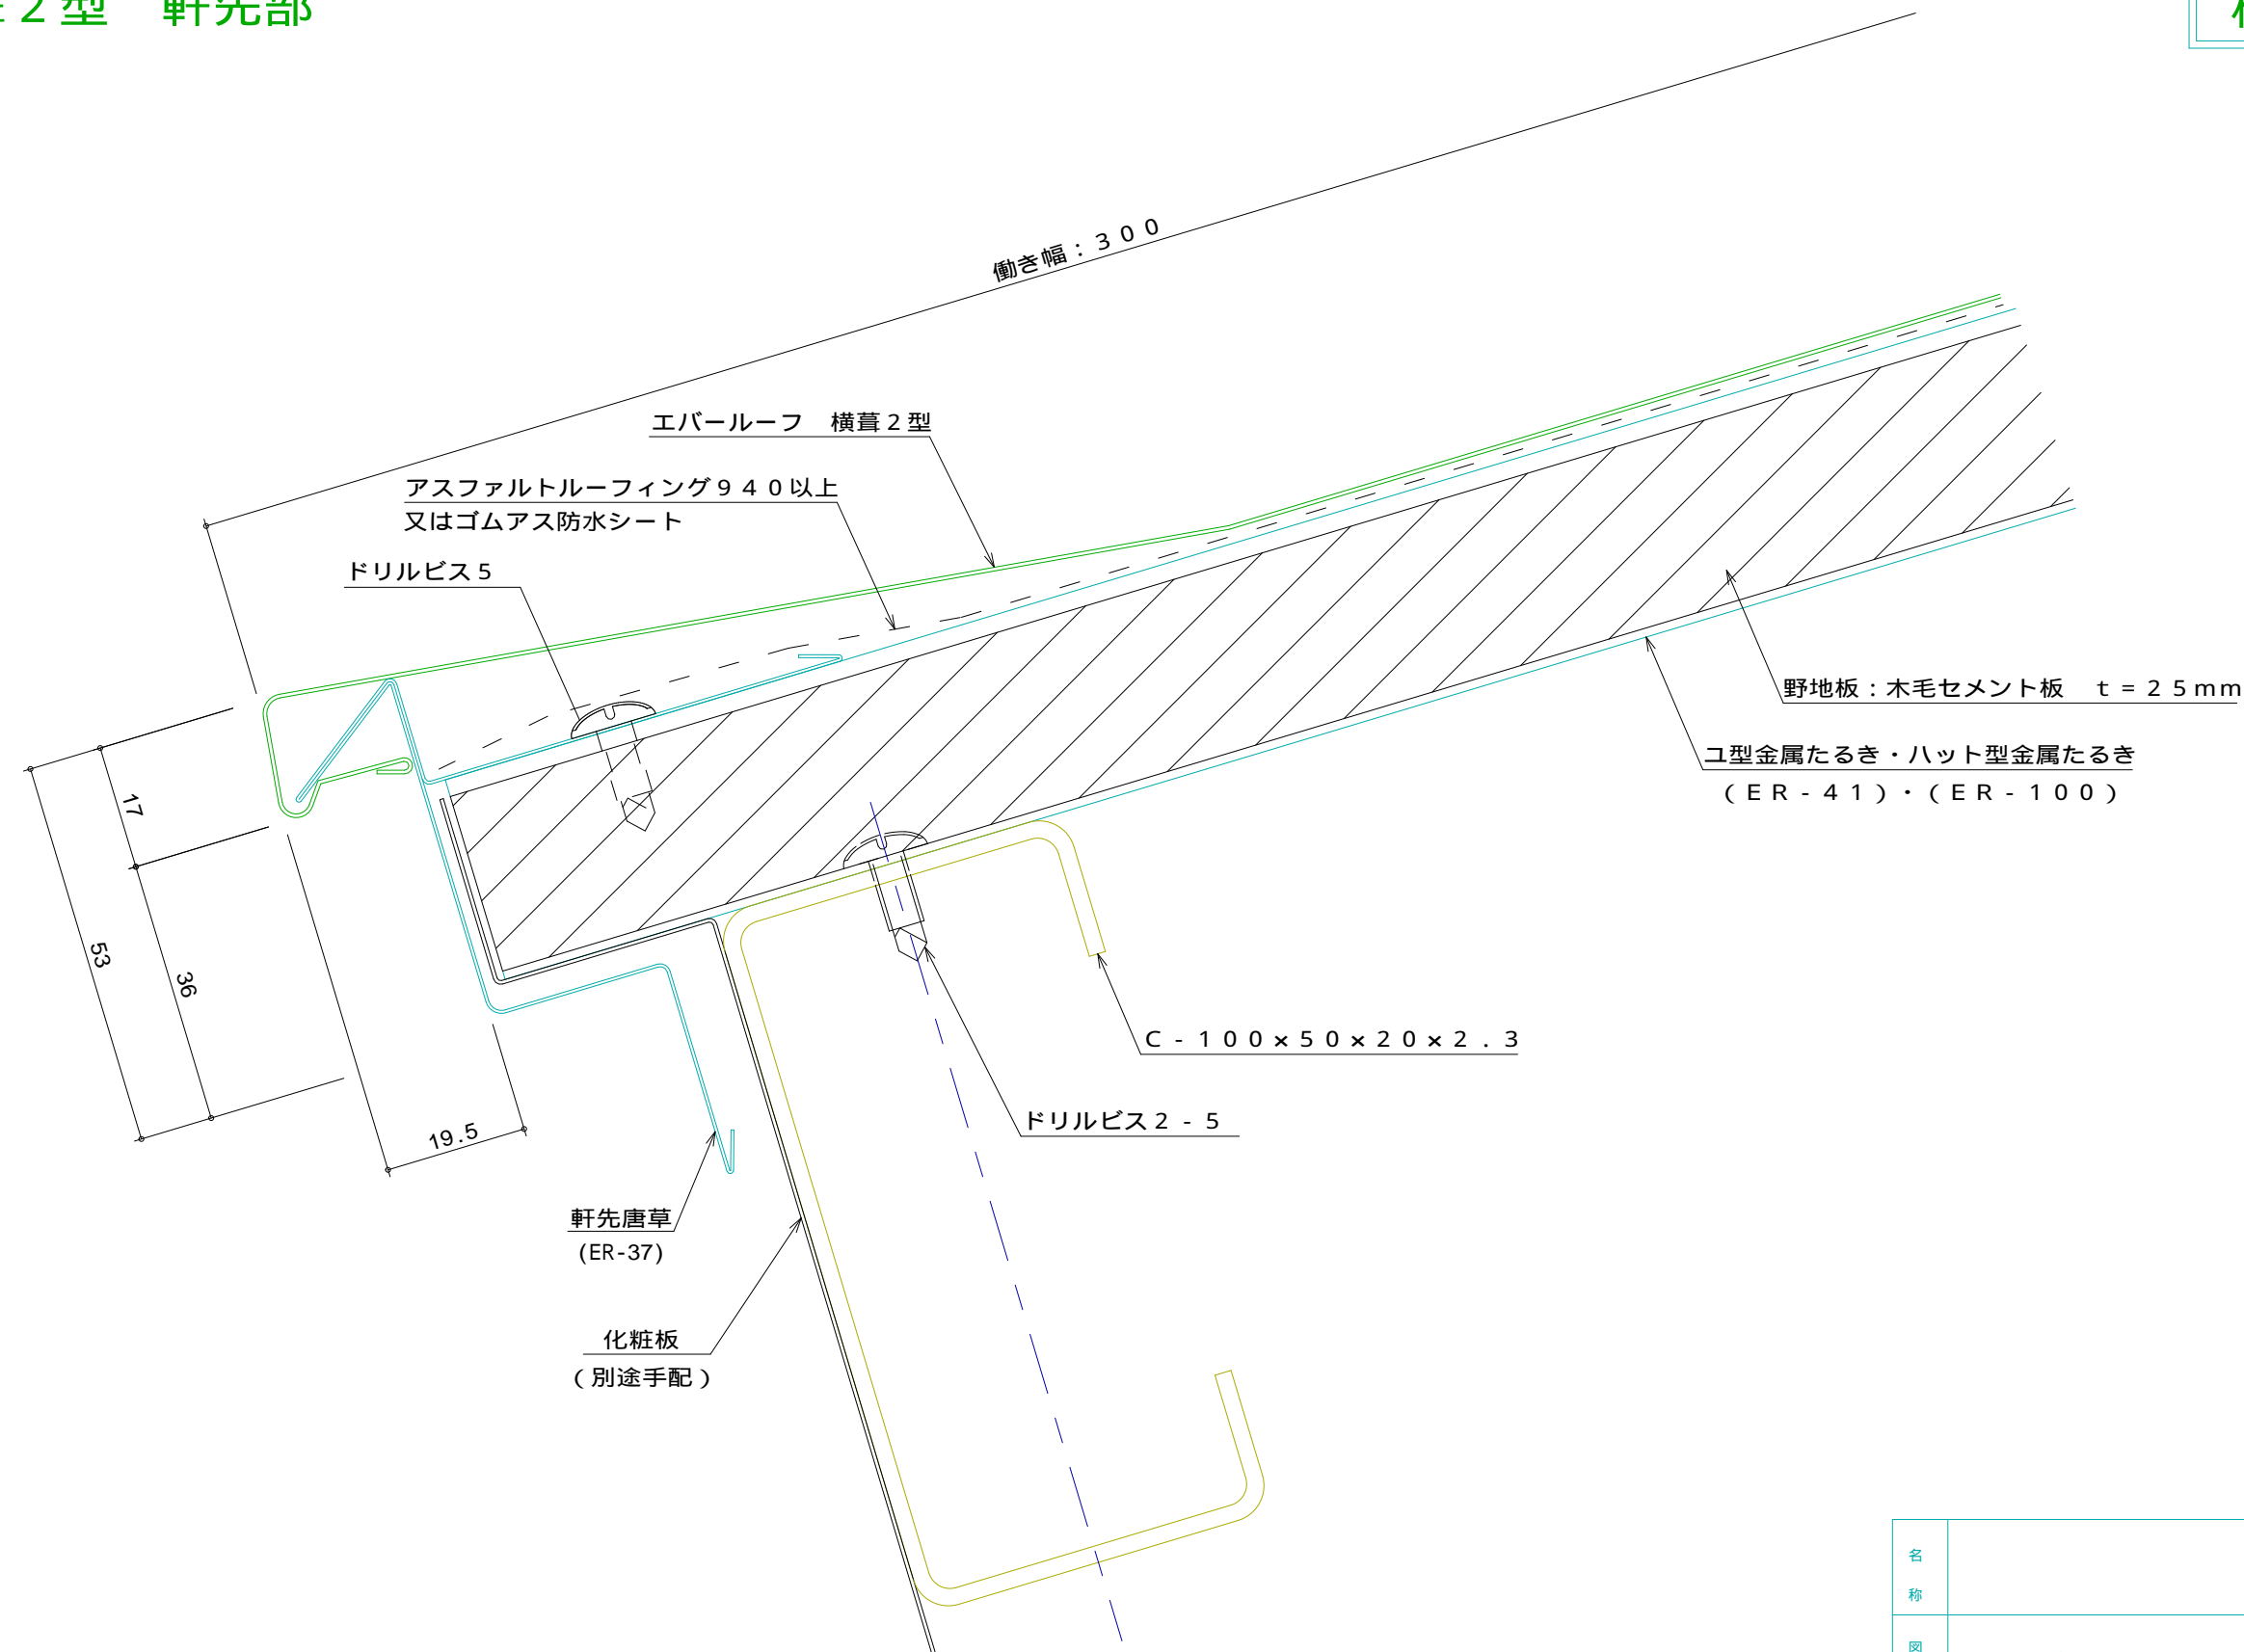 ２型　軒先部
働き幅：３００
エバールーフ　横葺２型
アスファルトルーフィング９４０以上
又はゴムアス防水シート
ドリルビス５
野地板：木毛セメント板　ｔ＝２５mm
ユ型金属たるき・ハット型金属たるき
（ＥＲ-４１）・（ＥＲ-１００）
17
53
36
19.5
Ｃ-１００×５０×２０×２.３
ドリルビス２-５
軒先唐草
(ER-37)
化粧板
（別途手配）
名
称
図